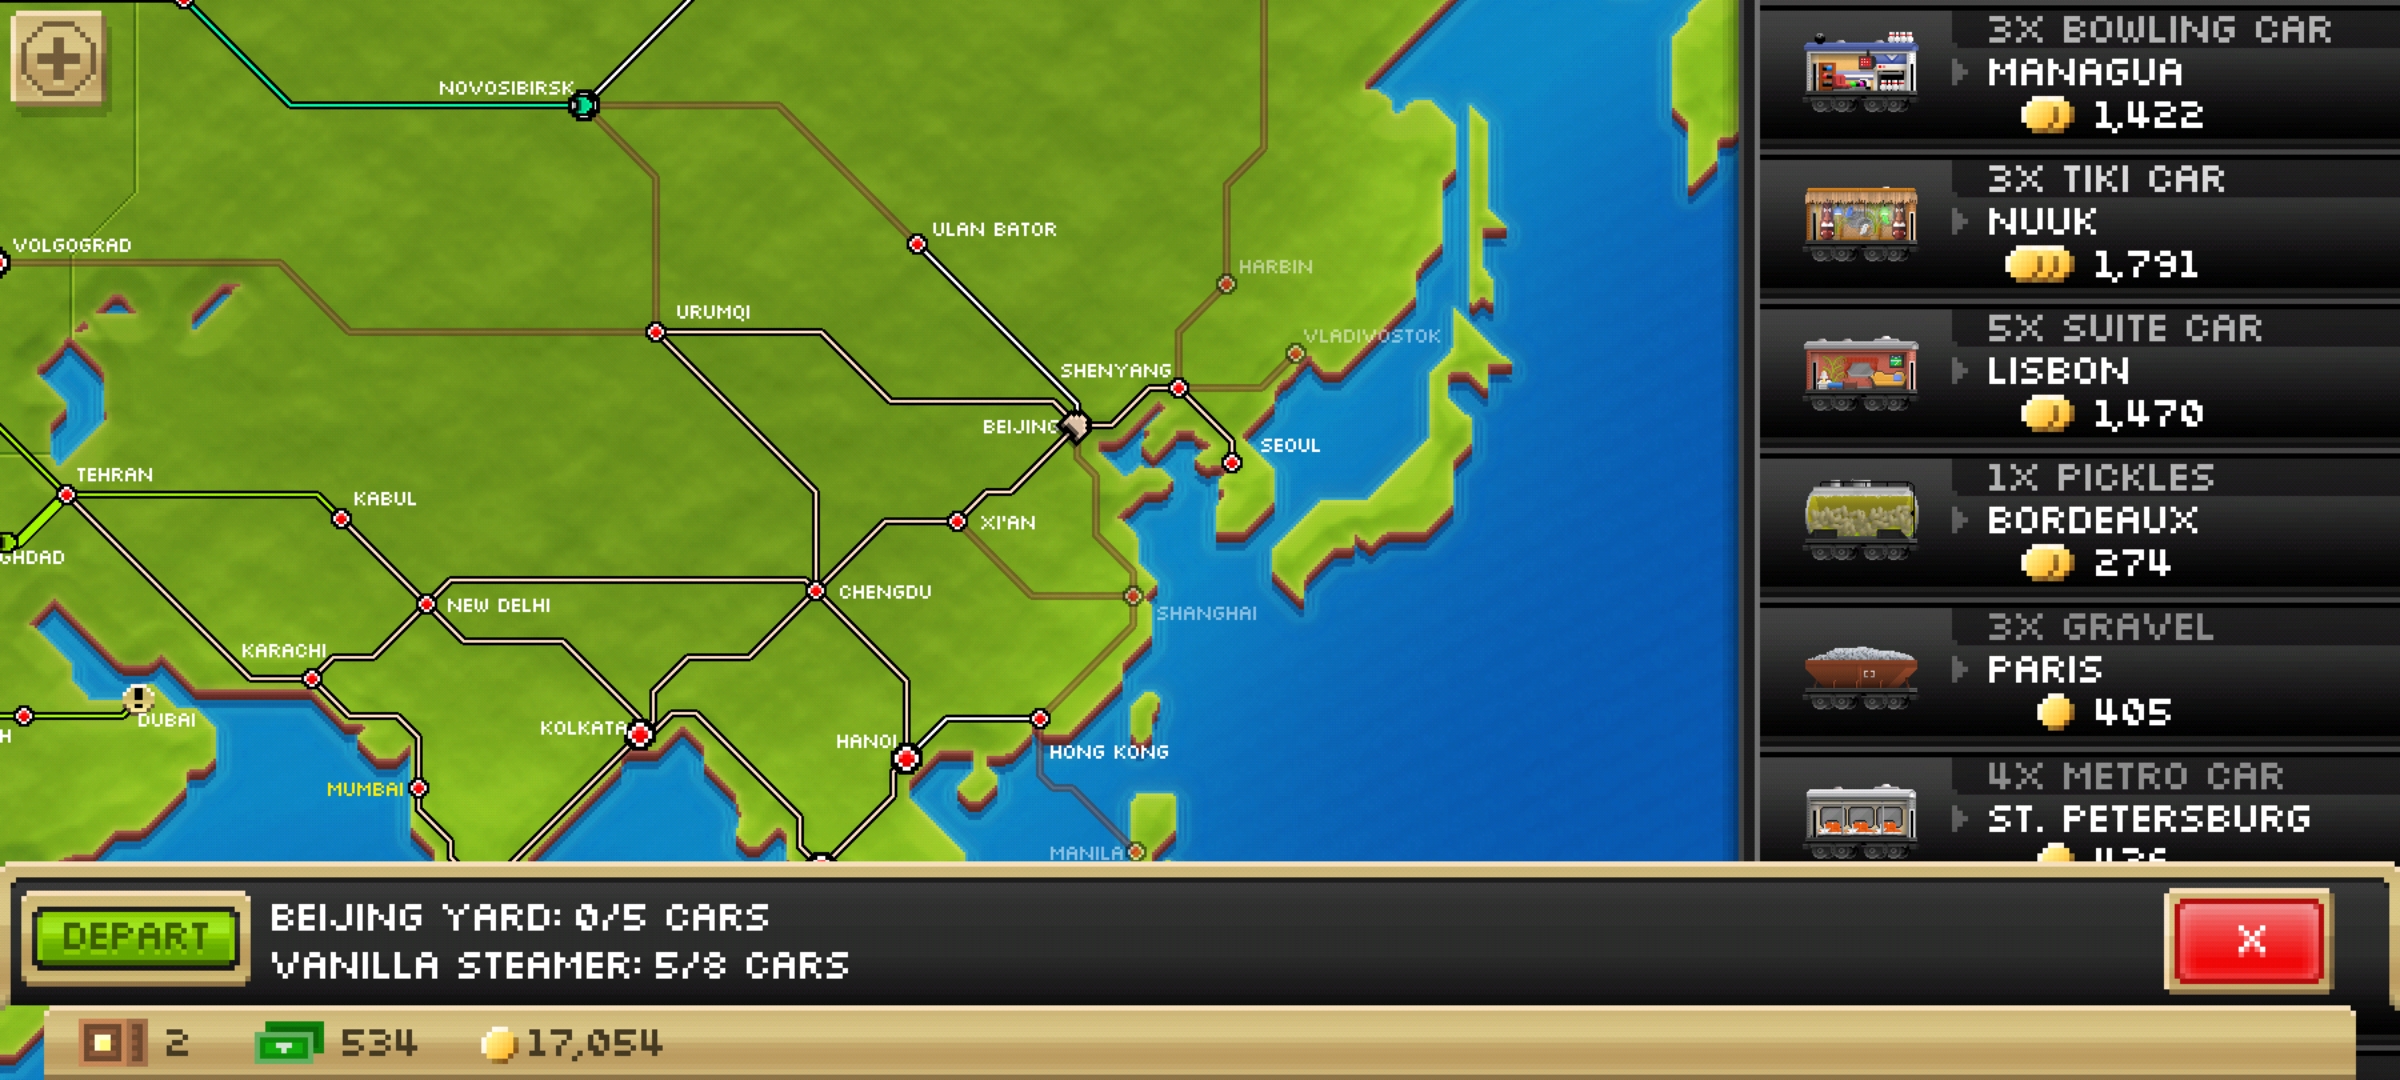 3X BOWLING CAR
MANAGUA
1,422
3X TIKI CAR
NUUK
1,791
5X SUITE CAR
LISBON
1,470
1X PICKLES
BORDEAUX
274
3X GRAVEL
PARIS
405
4X METRO CAR
ST. PETERSBURG
NOVOSIBIRSK
ULAN BATOR
VOLGOGRAD
HARBIN
URUMQI
VLADIVOSTOK
SHENYANG
BEIJING
SEOUL
TEHRAN
KABUL
XI'AN
GHDAD
CHENGDU
NEW DELHI
SHANGHAI
KARACHI
DUBAI
H
KOLKATA
HANOI
HONG KONG
MUMBAI
MANILA
DEPART
BEIJING YARD: 0/5 CARS
VANILLA STEAMER: 5/8 CARS
X
2
534
17,054